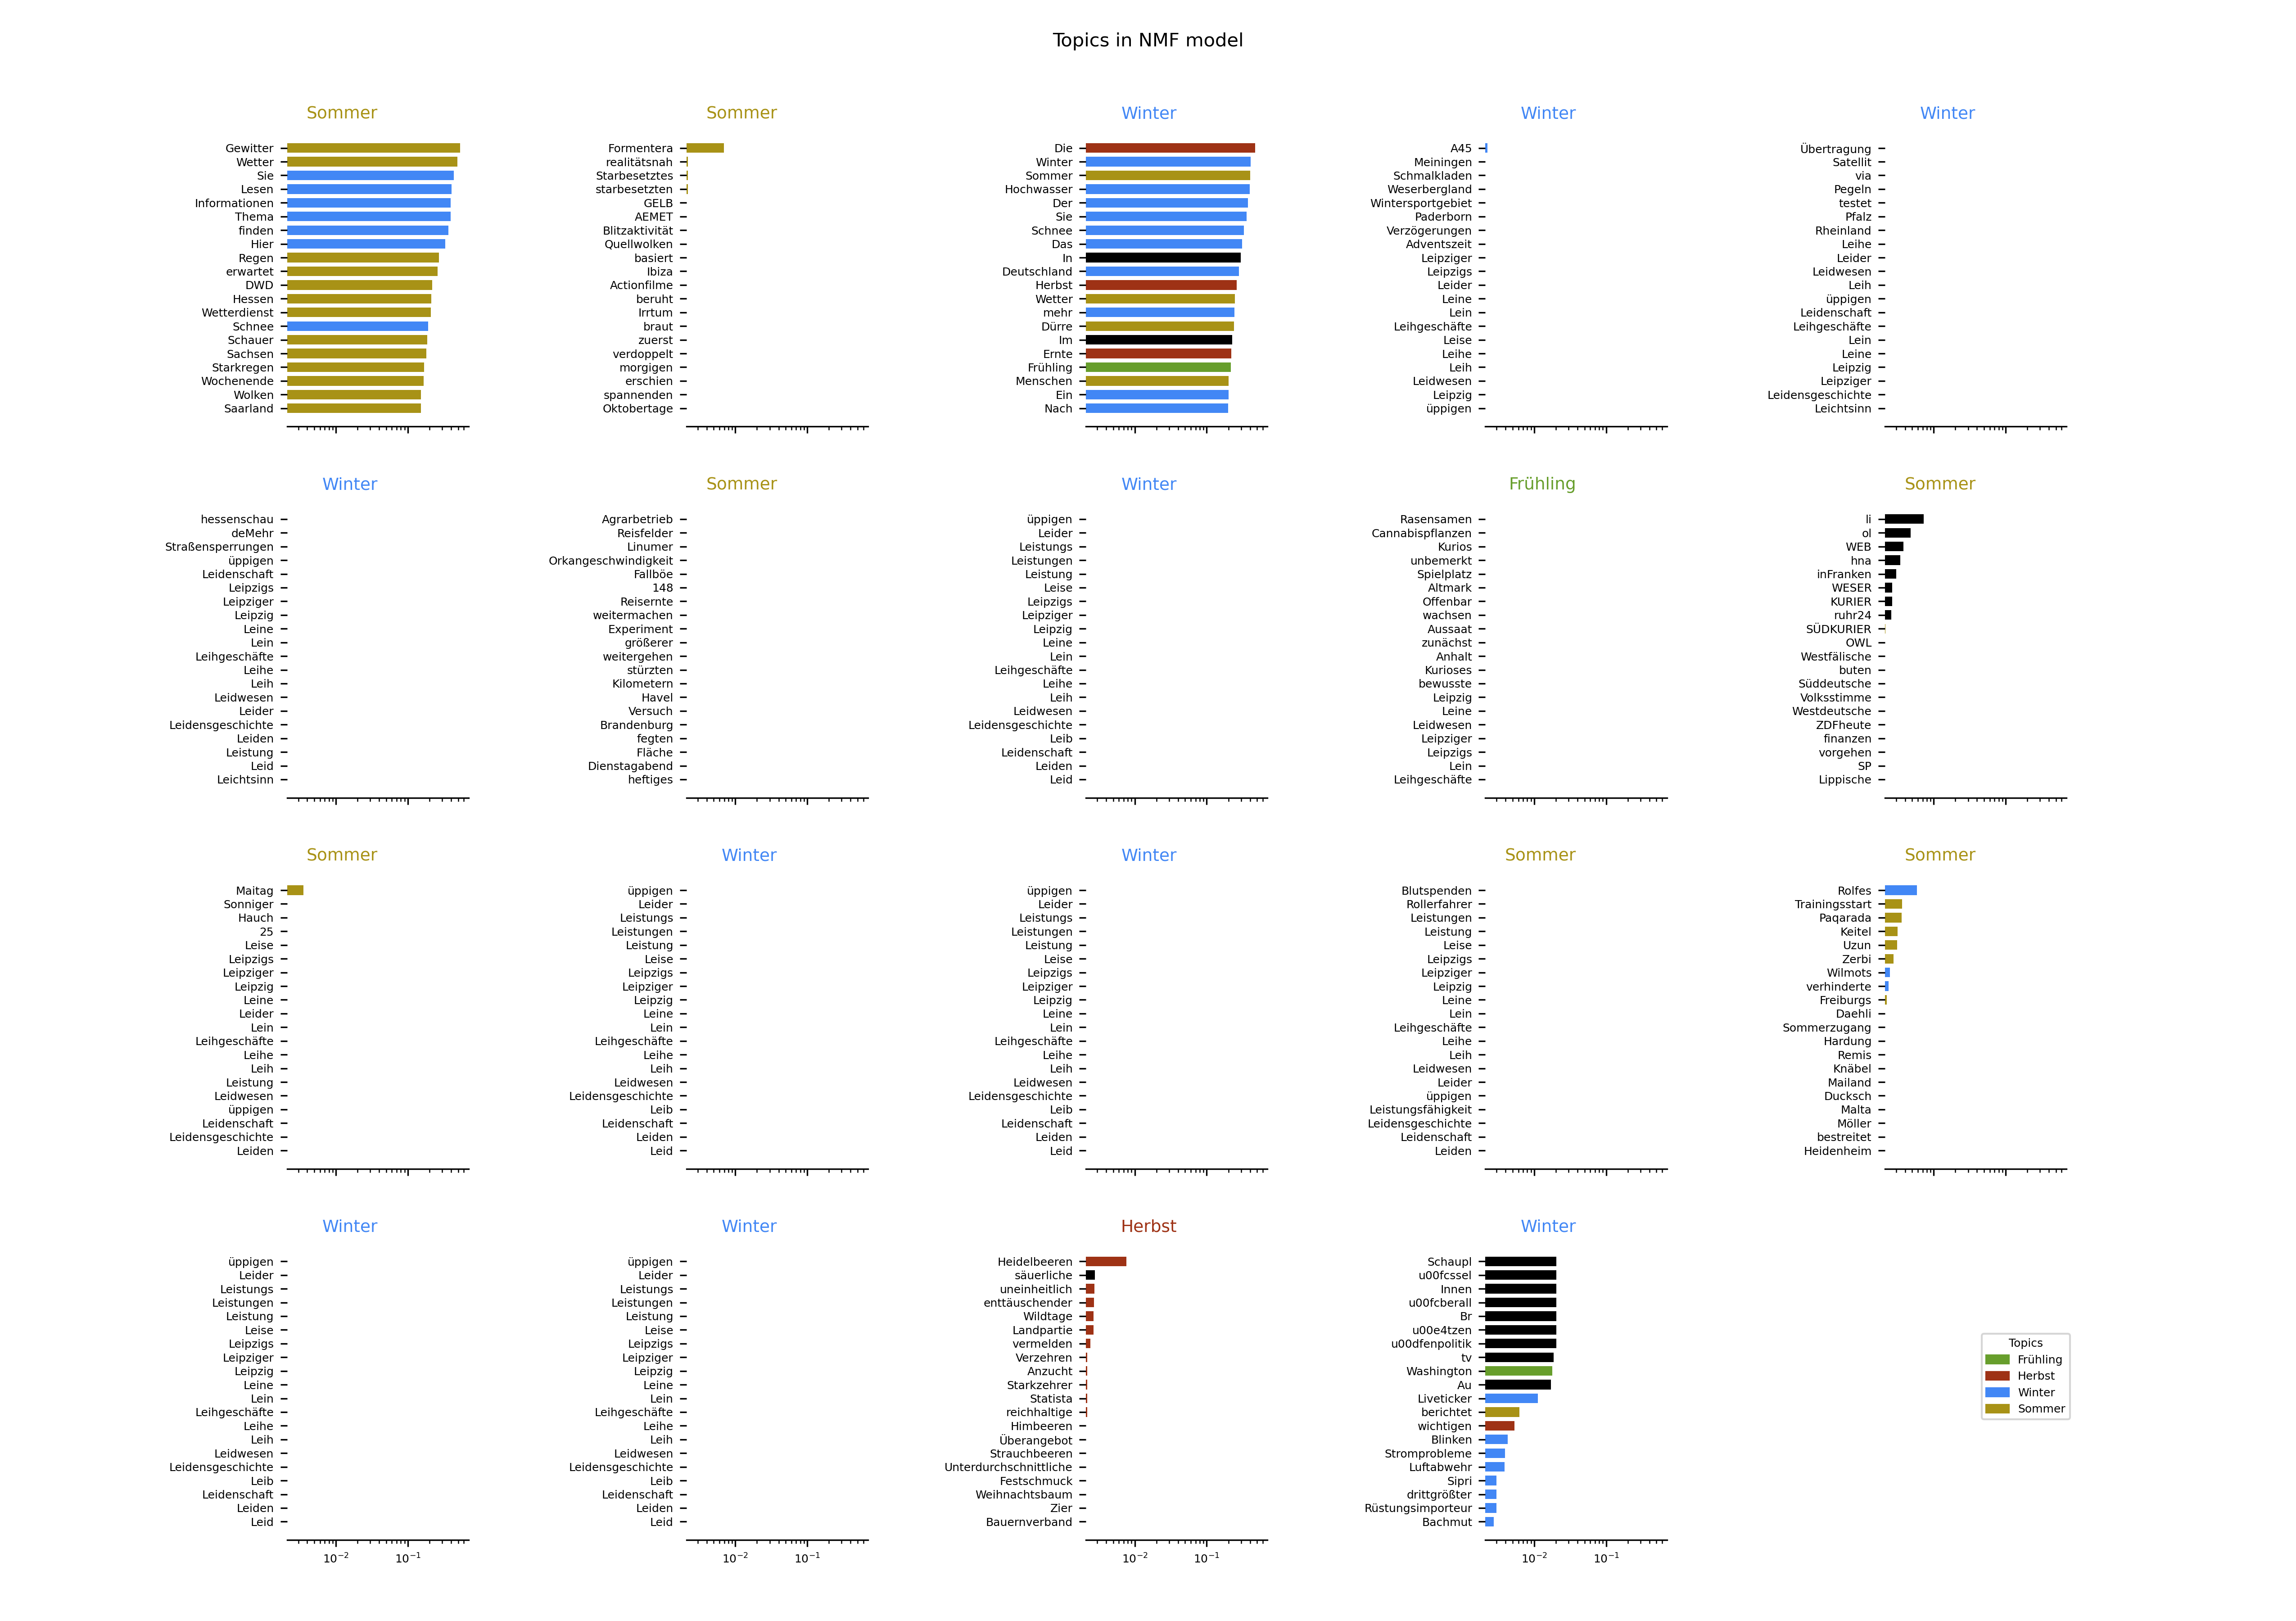 Topics in NMF model
Sommer
Gewitter
Wetter
Sie
Lesen
Informationen
Thema
finden
Hier
Regen
erwartet
DWD
Hessen
Wetterdienst
Schnee
Schauer
Sachsen
Starkregen
Wochenende
Wolken
Saarland
Sommer
Formentera
realitätsnah
Starbesetztes
starbesetzten
GELB
AEMET
Blitzaktivität
Quellwolken
basiert
Ibiza
Actionfilme
beruht
Irrtum
braut
zuerst
verdoppelt
morgigen
erschien
spannenden
Oktobertage
Winter
Die
Winter
Sommer
Hochwasser
Der
Sie
Schnee
Das
In
Deutschland
Herbst
Wetter
mehr
Dürre
Im
Ernte
Frühling
Menschen
Ein
Nach
Winter
A45
Meiningen
Schmalkladen
Weserbergland
Wintersportgebiet
Paderborn
Verzögerungen
Adventszeit
Leipziger
Leipzigs
Leider
Leine
Lein
Leihgeschäfte
Leise
Leihe
Leih
Leidwesen
Leipzig
üppigen
Winter
Übertragung
Satellit
via
Pegeln
testet
Pfalz
Rheinland
Leihe
Leider
Leidwesen
Leih
üppigen
Leidenschaft
Leihgeschäfte
Lein
Leine
Leipzig
Leipziger
Leidensgeschichte
Leichtsinn
Winter
hessenschau
deMehr
Straßensperrungen
üppigen
Leidenschaft
Leipzigs
Leipziger
Leipzig
Leine
Lein
Leihgeschäfte
Leihe
Leih
Leidwesen
Leider
Leidensgeschichte
Leiden
Leistung
Leid
Leichtsinn
Sommer
Agrarbetrieb
Reisfelder
Linumer
Orkangeschwindigkeit
Fallböe
148
Reisernte
weitermachen
Experiment
größerer
weitergehen
stürzten
Kilometern
Havel
Versuch
Brandenburg
fegten
Fläche
Dienstagabend
heftiges
Winter
üppigen
Leider
Leistungs
Leistungen
Leistung
Leise
Leipzigs
Leipziger
Leipzig
Leine
Lein
Leihgeschäfte
Leihe
Leih
Leidwesen
Leidensgeschichte
Leib
Leidenschaft
Leiden
Leid
Frühling
Rasensamen
Cannabispflanzen
Kurios
unbemerkt
Spielplatz
Altmark
Offenbar
wachsen
Aussaat
zunächst
Anhalt
Kurioses
bewusste
Leipzig
Leine
Leidwesen
Leipziger
Leipzigs
Lein
Leihgeschäfte
Sommer
li
ol
WEB
hna
inFranken
WESER
KURIER
ruhr24
SÜDKURIER
OWL
Westfälische
buten
Süddeutsche
Volksstimme
Westdeutsche
ZDFheute
finanzen
vorgehen
SP
Lippische
Sommer
Maitag
Sonniger
Hauch
25
Leise
Leipzigs
Leipziger
Leipzig
Leine
Leider
Lein
Leihgeschäfte
Leihe
Leih
Leistung
Leidwesen
üppigen
Leidenschaft
Leidensgeschichte
Leiden
Winter
üppigen
Leider
Leistungs
Leistungen
Leistung
Leise
Leipzigs
Leipziger
Leipzig
Leine
Lein
Leihgeschäfte
Leihe
Leih
Leidwesen
Leidensgeschichte
Leib
Leidenschaft
Leiden
Leid
Winter
üppigen
Leider
Leistungs
Leistungen
Leistung
Leise
Leipzigs
Leipziger
Leipzig
Leine
Lein
Leihgeschäfte
Leihe
Leih
Leidwesen
Leidensgeschichte
Leib
Leidenschaft
Leiden
Leid
Sommer
Blutspenden
Rollerfahrer
Leistungen
Leistung
Leise
Leipzigs
Leipziger
Leipzig
Leine
Lein
Leihgeschäfte
Leihe
Leih
Leidwesen
Leider
üppigen
Leistungsfähigkeit
Leidensgeschichte
Leidenschaft
Leiden
Sommer
Rolfes
Trainingsstart
Paqarada
Keitel
Uzun
Zerbi
Wilmots
verhinderte
Freiburgs
Daehli
Sommerzugang
Hardung
Remis
Knäbel
Mailand
Ducksch
Malta
Möller
bestreitet
Heidenheim
Winter
üppigen
Leider
Leistungs
Leistungen
Leistung
Leise
Leipzigs
Leipziger
Leipzig
Leine
Lein
Leihgeschäfte
Leihe
Leih
Leidwesen
Leidensgeschichte
Leib
Leidenschaft
Leiden
Leid
10⁻² 10⁻¹
Winter
üppigen
Leider
Leistungs
Leistungen
Leistung
Leise
Leipzigs
Leipziger
Leipzig
Leine
Lein
Leihgeschäfte
Leihe
Leih
Leidwesen
Leidensgeschichte
Leib
Leidenschaft
Leiden
Leid
10⁻² 10⁻¹
Herbst
Heidelbeeren
säuerliche
uneinheitlich
enttäuschender
Wildtage
Landpartie
vermelden
Verzehren
Anzucht
Starkzehrer
Statista
reichhaltige
Himbeeren
Überangebot
Strauchbeeren
Unterdurchschnittliche
Festschmuck
Weihnachtsbaum
Zier
Bauernverband
10⁻² 10⁻¹
Winter
Schaupl
u00fcssel
Innen
u00fcberall
Br
u00e4tzen
u00dfenpolitik
tv
Washington
Au
Liveticker
berichtet
wichtigen
Blinken
Stromprobleme
Luftabwehr
Sipri
drittgrößter
Rüstungsimporteur
Bachmut
10⁻² 10⁻¹
Topics
Frühling
Herbst
Winter
Sommer